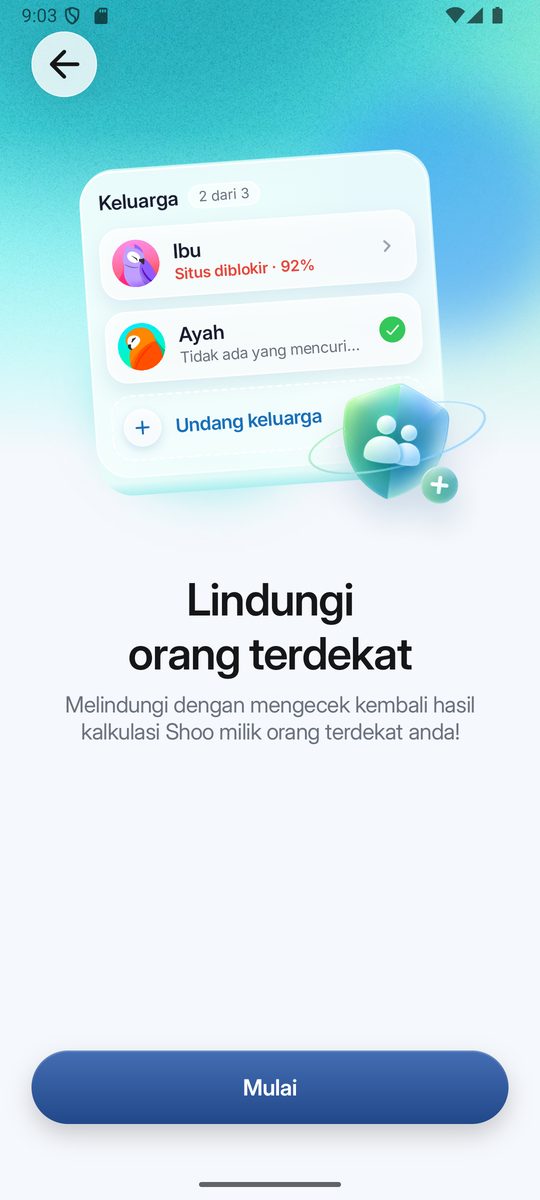 9:03
Keluarga 2 dari 3
Ibu
Situs diblokir · 92%
Ayah
Tidak ada yang mencuri...
Undang keluarga
Lindungi
orang terdekat
Melindungi dengan mengecek kembali hasil
kalkulasi Shoo milik orang terdekat anda!
Mulai